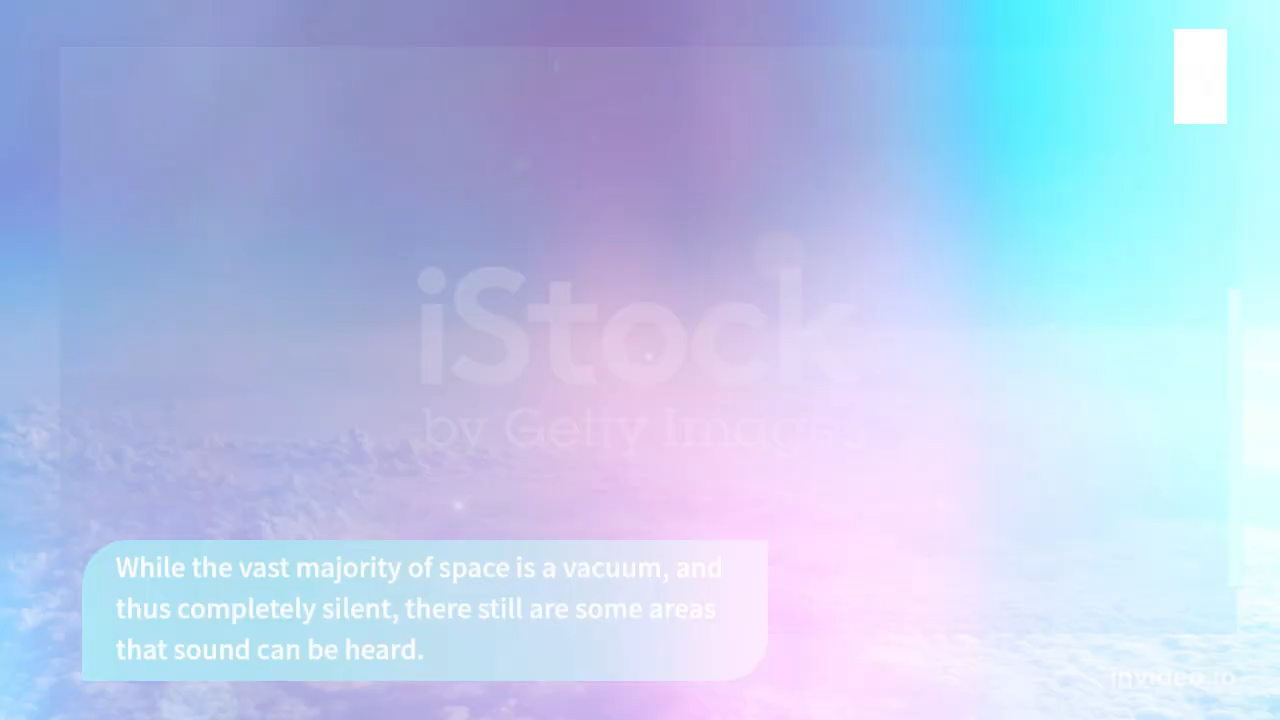 iStock
by Getty Images
While the vast majority of space is a vacuum, and
thus completely silent, there still are some areas
that sound can be heard.
invideo.io